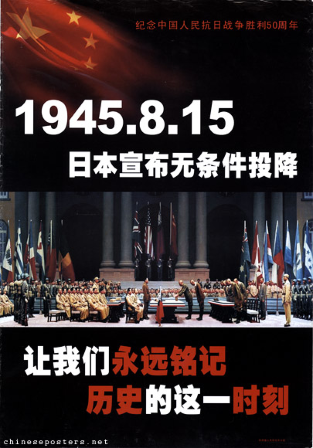 纪念中国人民抗日战争胜利50周年
1945.8.15
日本宣布无条件投降
让我们永远铭记
历史的这一时刻
chineseposters.net